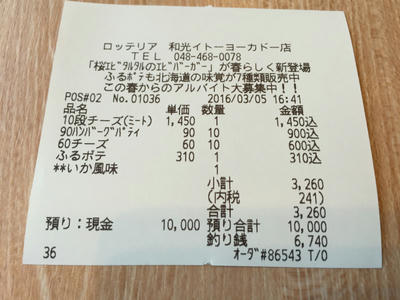 ロッテリア 和光イトーヨーカドー店
TEL 048-468-0078
「桜エビタルタルのエビバーガー」が春らしく新登場
ふるポテも北海道の味覚が7種類販売中
この春からのアルバイト大募集中!!
POS#02 No.01036 2016/03/05 16:41
品名 単価 数量 金額
10段チーズ(ミート) 1,450 1 1,450込
90ハンバーグパティ 90 10 900込
60チーズ 60 10 600込
ふるポテ 310 1 310込
**いか風味 1
小計 3,260
(内税 241)
合計 3,260
預り:現金 10,000 預り合計 10,000
釣り銭 6,740
36 オーダ#86543 T/O